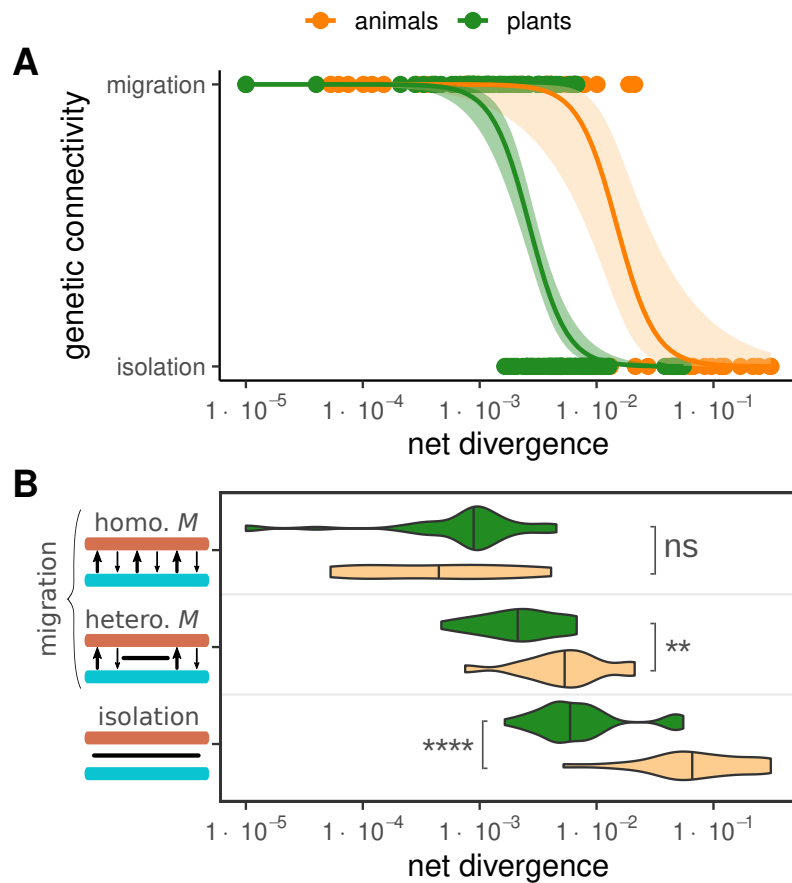 animals plants
A
genetic connectivity
migration
isolation
1 · 10⁻⁵ 1 · 10⁻⁴ 1 · 10⁻³ 1 · 10⁻² 1 · 10⁻¹
net divergence
B
migration
homo. M
ns
hetero. M
**
isolation
****
1 · 10⁻⁵ 1 · 10⁻⁴ 1 · 10⁻³ 1 · 10⁻² 1 · 10⁻¹
net divergence